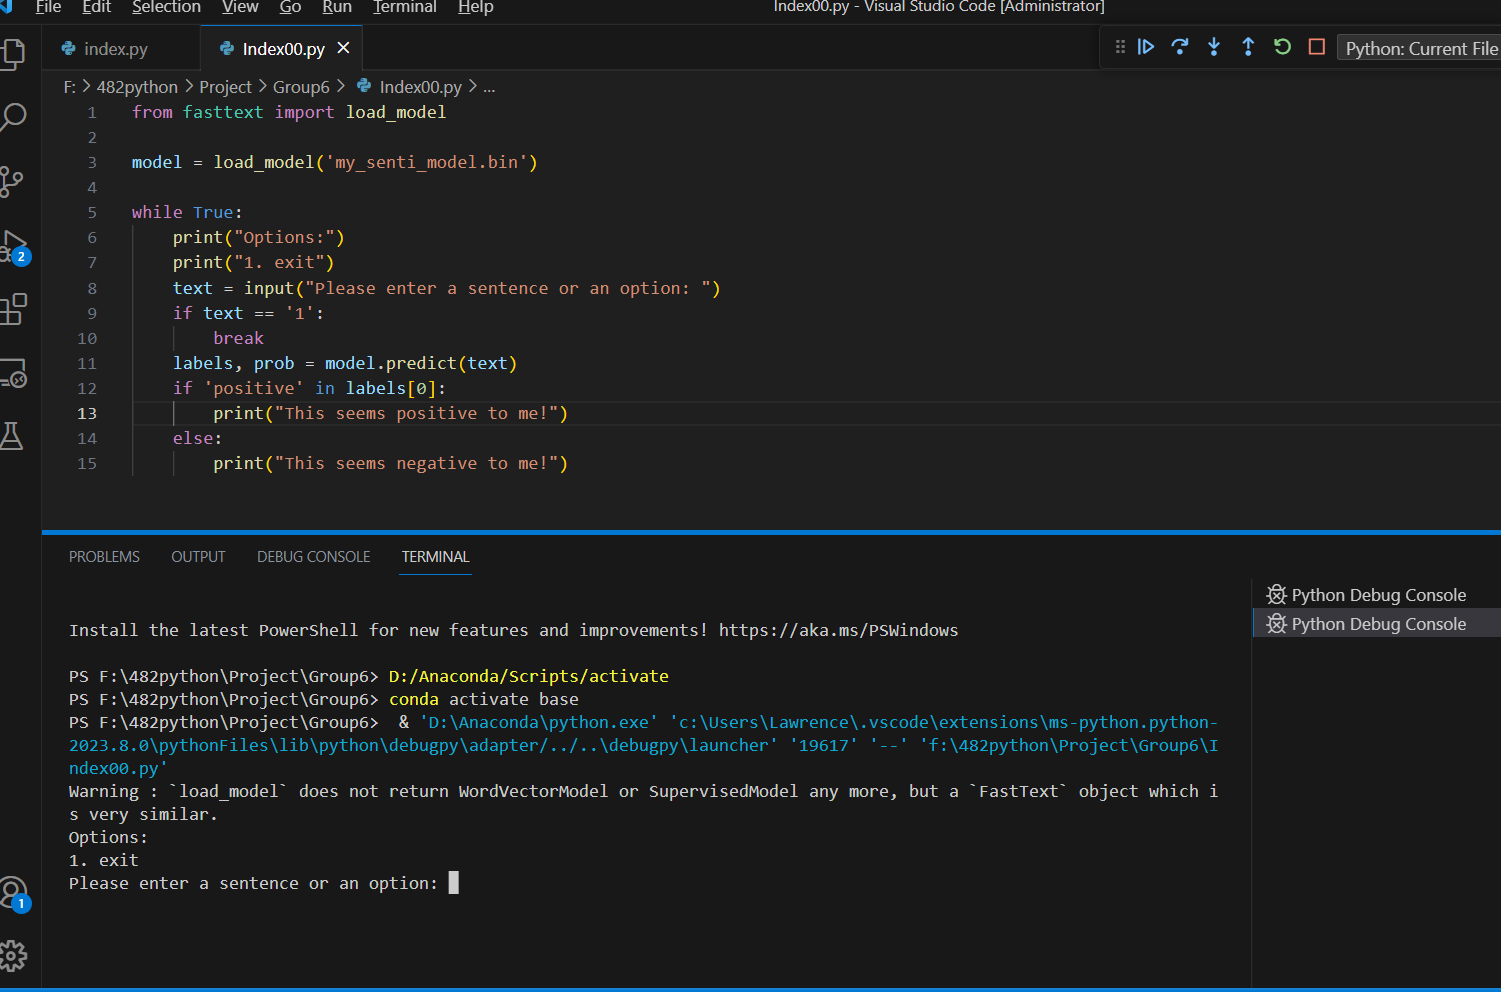 File Edit Selection View Go Run Terminal Help Index00.py - Visual Studio Code [Administrator]
index.py Index00.py Python: Current File
F: > 482python > Project > Group6 > Index00.py > ...
1 from fasttext import load_model
2
3 model = load_model('my_senti_model.bin')
4
5 while True:
6 print("Options:")
7 print("1. exit")
8 text = input("Please enter a sentence or an option: ")
9 if text == '1':
10 break
11 labels, prob = model.predict(text)
12 if 'positive' in labels[0]:
13 print("This seems positive to me!")
14 else:
15 print("This seems negative to me!")
2
PROBLEMS OUTPUT DEBUG CONSOLE TERMINAL
Python Debug Console
Python Debug Console
Install the latest PowerShell for new features and improvements! https://aka.ms/PSWindows
PS F:\482python\Project\Group6> D:/Anaconda/Scripts/activate
PS F:\482python\Project\Group6> conda activate base
PS F:\482python\Project\Group6>  & 'D:\Anaconda\python.exe' 'c:\Users\Lawrence\.vscode\extensions\ms-python.python-
2023.8.0\pythonFiles\lib\python\debugpy\adapter/../..\debugpy\launcher' '19617' '--' 'f:\482python\Project\Group6\I
ndex00.py'
Warning : `load_model` does not return WordVectorModel or SupervisedModel any more, but a `FastText` object which i
s very similar.
Options:
1. exit
Please enter a sentence or an option:
1